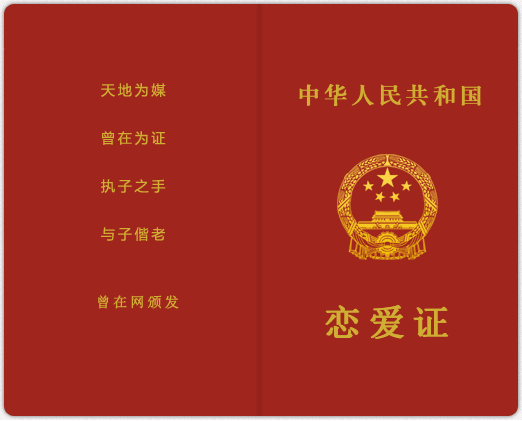 天地为媒
曾在为证
执子之手
与子偕老
曾在网颁发
中华人民共和国
恋爱证